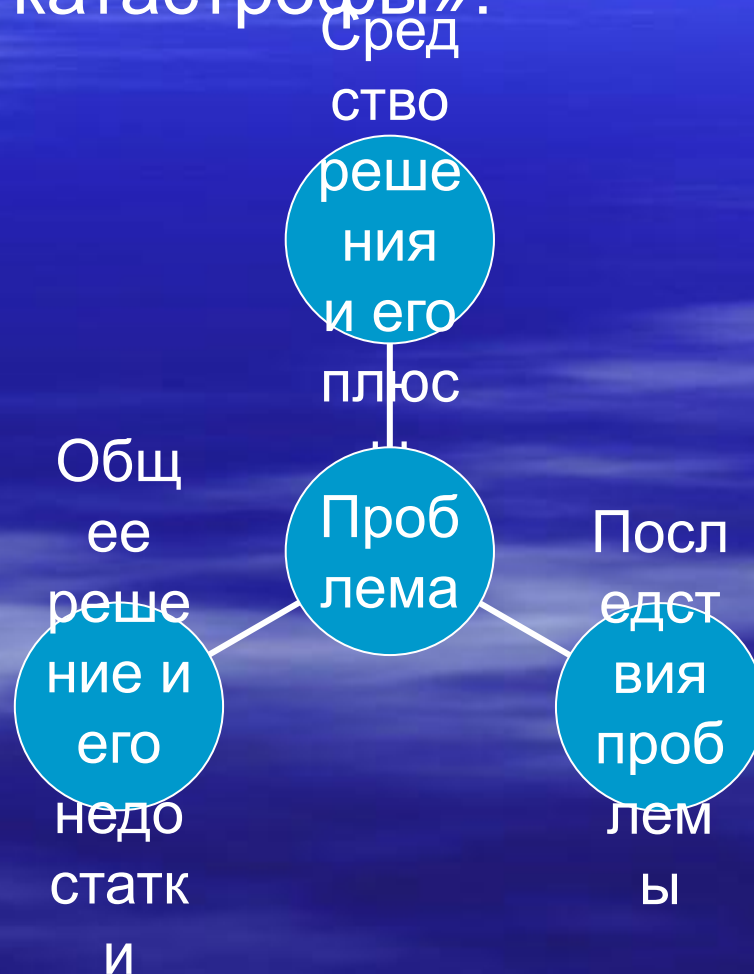 катастрофы».
Сред
ство
реше
ния
и его
плюс
Проб
лема
Общ
ее
реше
ние и
его
недо
статк
и
Посл
едст
вия
проб
лем
ы